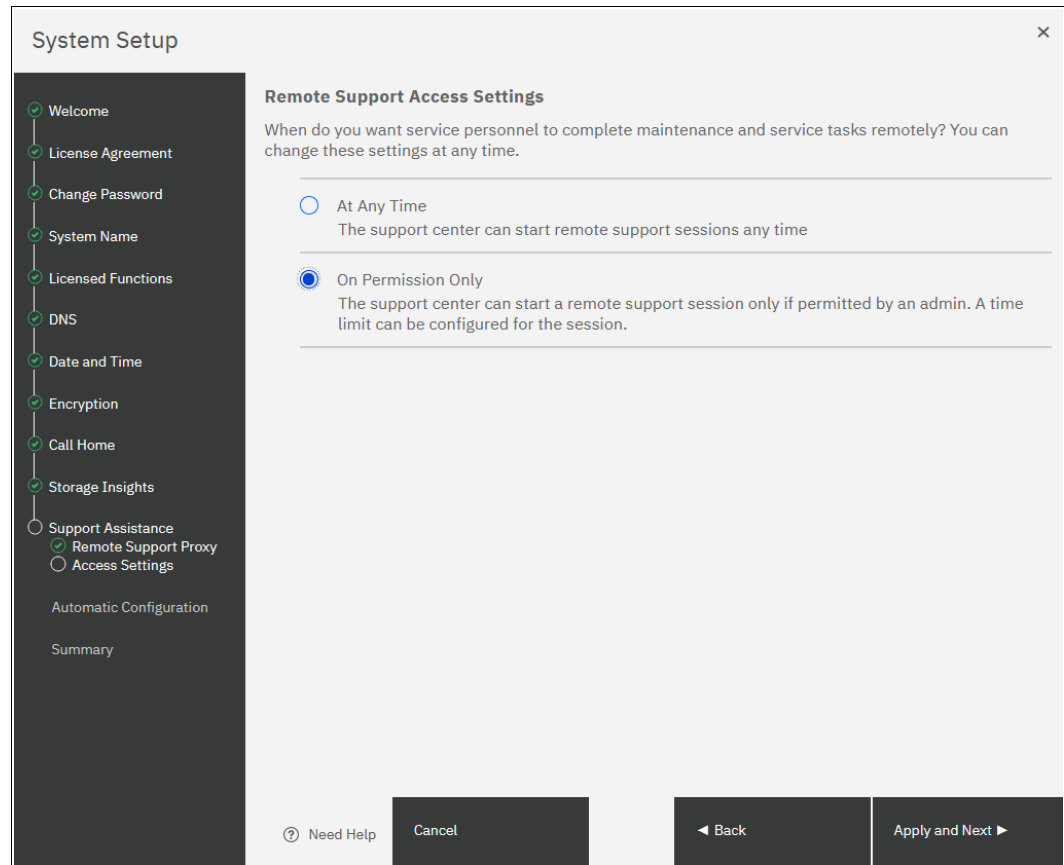 System Setup
×
Welcome
License Agreement
Change Password
System Name
Licensed Functions
DNS
Date and Time
Encryption
Call Home
Storage Insights
Support Assistance
Remote Support Proxy
Access Settings
Automatic Configuration
Summary
Remote Support Access Settings
When do you want service personnel to complete maintenance and service tasks remotely? You can
change these settings at any time.
At Any Time
The support center can start remote support sessions any time
On Permission Only
The support center can start a remote support session only if permitted by an admin. A time
limit can be configured for the session.
? Need Help
Cancel
◄ Back
Apply and Next ►